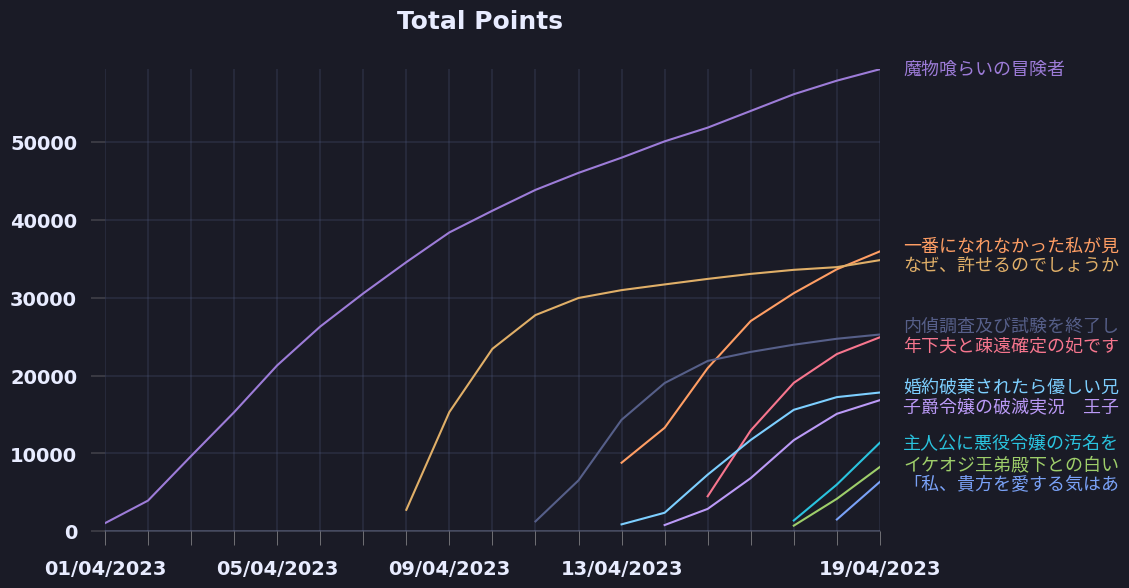 Total Points
魔物喰らいの冒険者
50000
40000
一番になれなかった私が見
なぜ、許せるのでしょうか
30000
内偵調査及び試験を終了し
年下夫と疎遠確定の妃です
20000
婚約破棄されたら優しい兄
子爵令嬢の破滅実況　王子
主人公に悪役令嬢の汚名を
10000
イケオジ王弟殿下との白い
「私、貴方を愛する気はあ
0
01/04/2023 05/04/2023 09/04/2023 13/04/2023 19/04/2023